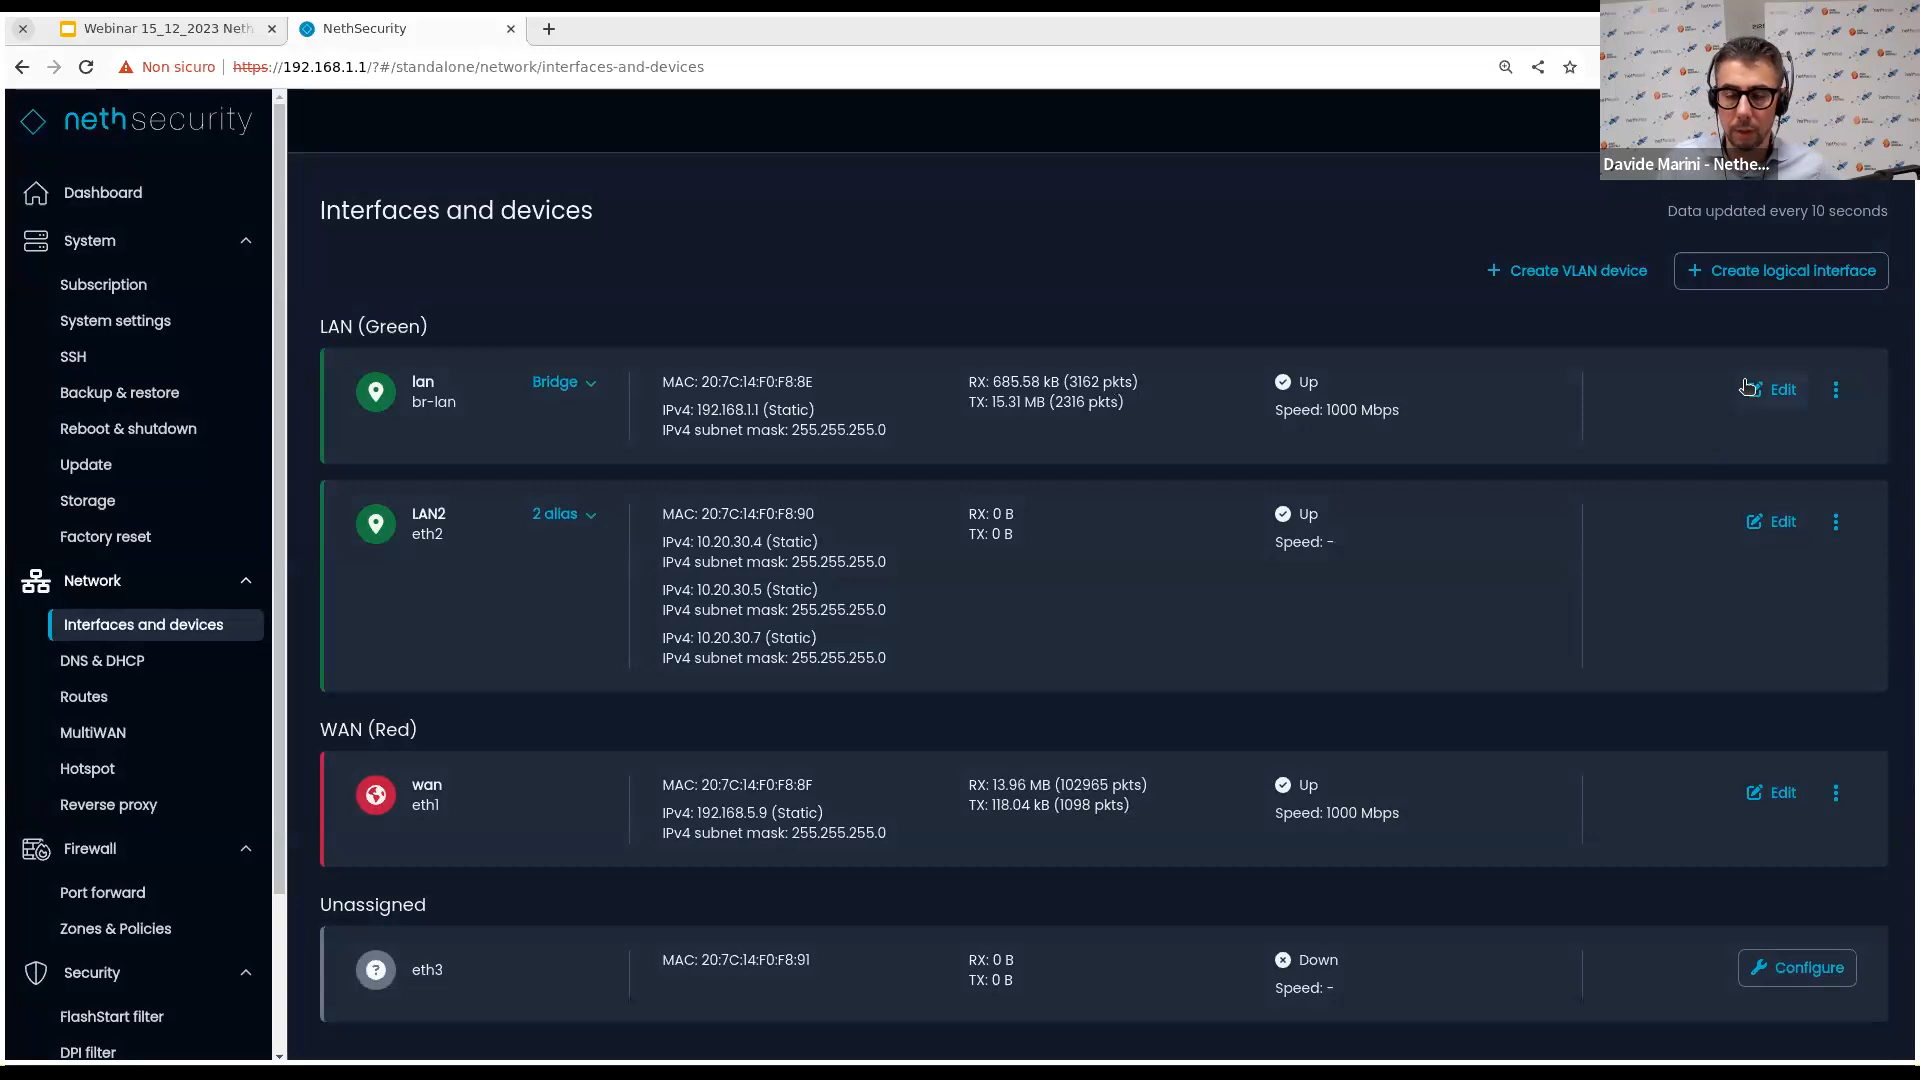 Webinar 15_12_2023 Neth
NethSecurity
Non sicuro
https://192.168.1.1/?#/standalone/network/interfaces-and-devices
Davide Marini - Nethe...
nethsecurity
Dashboard
System
Subscription
System settings
SSH
Backup & restore
Reboot & shutdown
Update
Storage
Factory reset
Network
Interfaces and devices
DNS & DHCP
Routes
MultiWAN
Hotspot
Reverse proxy
Firewall
Port forward
Zones & Policies
Security
FlashStart filter
DPI filter
Interfaces and devices
Data updated every 10 seconds
Create VLAN device
Create logical interface
LAN (Green)
lan
br-lan
Bridge
MAC: 20:7C:14:F0:F8:8E
IPv4: 192.168.1.1 (Static)
IPv4 subnet mask: 255.255.255.0
RX: 685.58 kB (3162 pkts)
TX: 15.31 MB (2316 pkts)
Up
Speed: 1000 Mbps
Edit
LAN2
eth2
2 alias
MAC: 20:7C:14:F0:F8:90
IPv4: 10.20.30.4 (Static)
IPv4 subnet mask: 255.255.255.0
IPv4: 10.20.30.5 (Static)
IPv4 subnet mask: 255.255.255.0
IPv4: 10.20.30.7 (Static)
IPv4 subnet mask: 255.255.255.0
RX: 0 B
TX: 0 B
Up
Speed: -
Edit
WAN (Red)
wan
eth1
MAC: 20:7C:14:F0:F8:8F
IPv4: 192.168.5.9 (Static)
IPv4 subnet mask: 255.255.255.0
RX: 13.96 MB (102965 pkts)
TX: 118.04 kB (1098 pkts)
Up
Speed: 1000 Mbps
Edit
Unassigned
eth3
MAC: 20:7C:14:F0:F8:91
RX: 0 B
TX: 0 B
Down
Speed: -
Configure